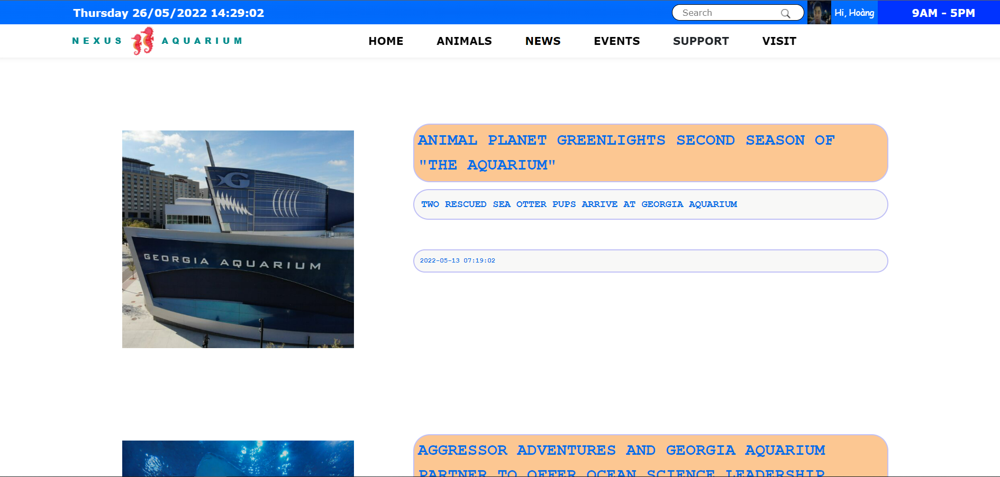 Thursday 26/05/2022 14:29:02
Search
Hi, Hoàng
9AM - 5PM
NEXUS AQUARIUM
HOME ANIMALS NEWS EVENTS SUPPORT VISIT
ANIMAL PLANET GREENLIGHTS SECOND SEASON OF
"THE AQUARIUM"
TWO RESCUED SEA OTTER PUPS ARRIVE AT GEORGIA AQUARIUM
2022-05-13 07:19:02
G
GEORGIA AQUARIUM
AGGRESSOR ADVENTURES AND GEORGIA AQUARIUM
PARTNER TO OFFER OCEAN SCIENCE LEADERSHIP